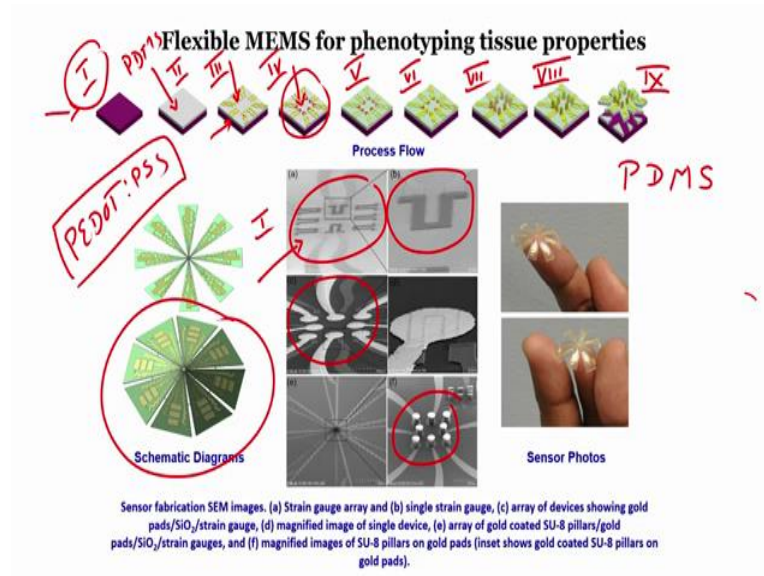 Flexible MEMS for phenotyping tissue properties
I
PDMS
II
III
IV
V
VI
VII
VIII
IX
Process Flow
PEDOT:PSS
PDMS
I
(a)
(b)
(e)
(f)
Schematic Diagrams
Sensor Photos
Sensor fabrication SEM images. (a) Strain gauge array and (b) single strain gauge, (c) array of devices showing gold
pads/SiO₂/strain gauge, (d) magnified image of single device, (e) array of gold coated SU-8 pillars/gold
pads/SiO₂/strain gauges, and (f) magnified images of SU-8 pillars on gold pads (inset shows gold coated SU-8 pillars on
gold pads).